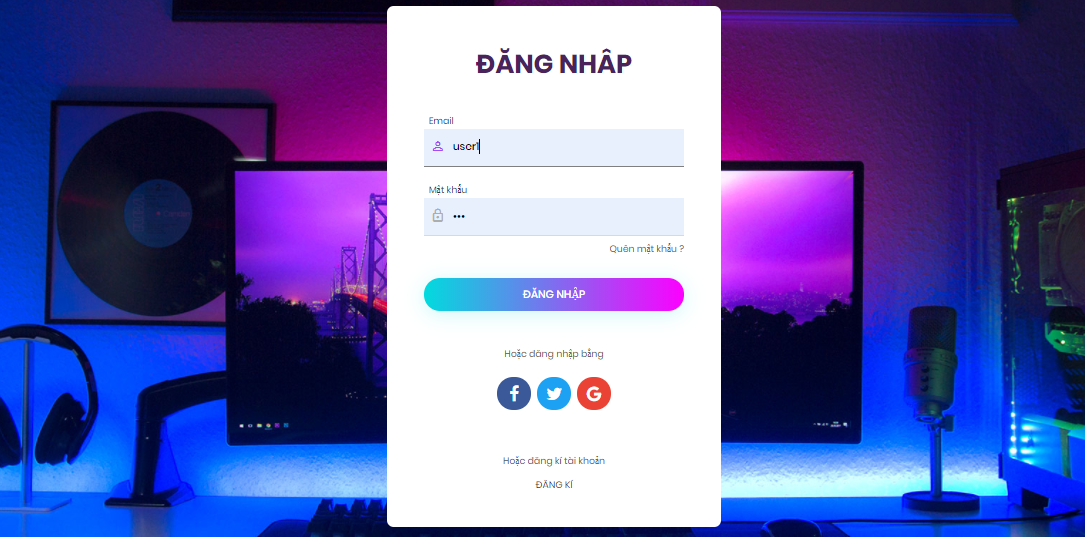 ĐĂNG NHÂP
Email
user1
Mật khẩu
•••
Quên mật khẩu ?
ĐĂNG NHẬP
Hoặc đăng nhập bằng
Hoặc đăng kí tài khoản
ĐĂNG KÍ